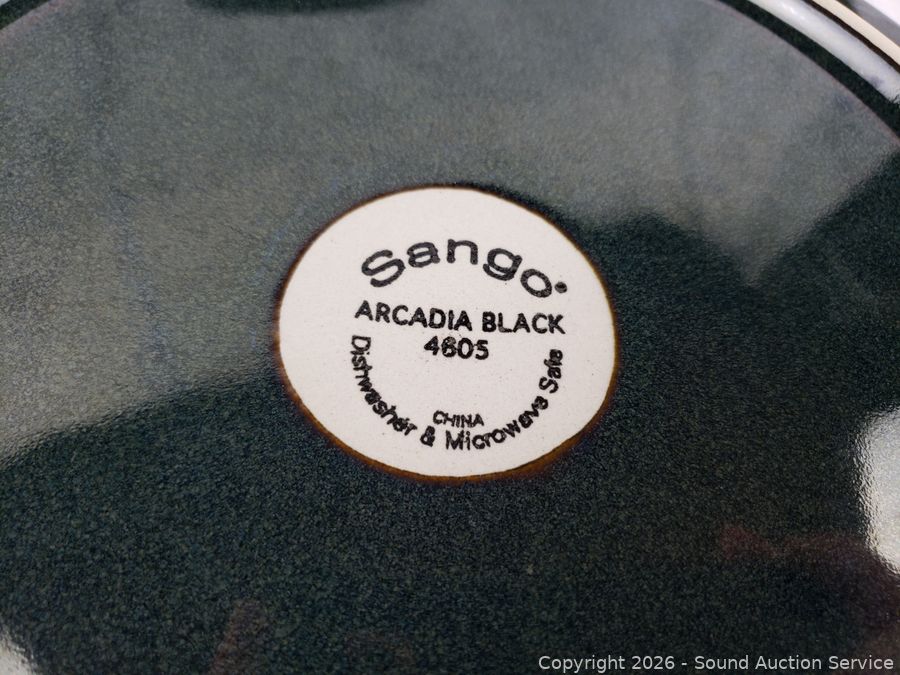 Sango®
ARCADIA BLACK
4605
CHINA
Dishwasher & Microwave Safe
Copyright 2026 - Sound Auction Service